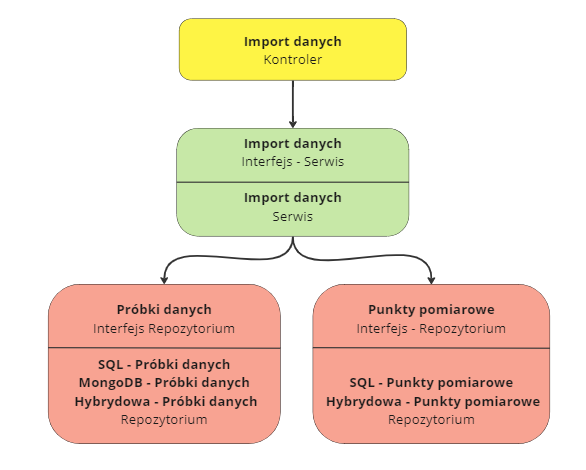 Import danych
Kontroler
Import danych
Interfejs - Serwis
Import danych
Serwis
Próbki danych
Interfejs Repozytorium
SQL - Próbki danych
MongoDB - Próbki danych
Hybrydowa - Próbki danych
Repozytorium
Punkty pomiarowe
Interfejs - Repozytorium
SQL - Punkty pomiarowe
Hybrydowa - Punkty pomiarowe
Repozytorium